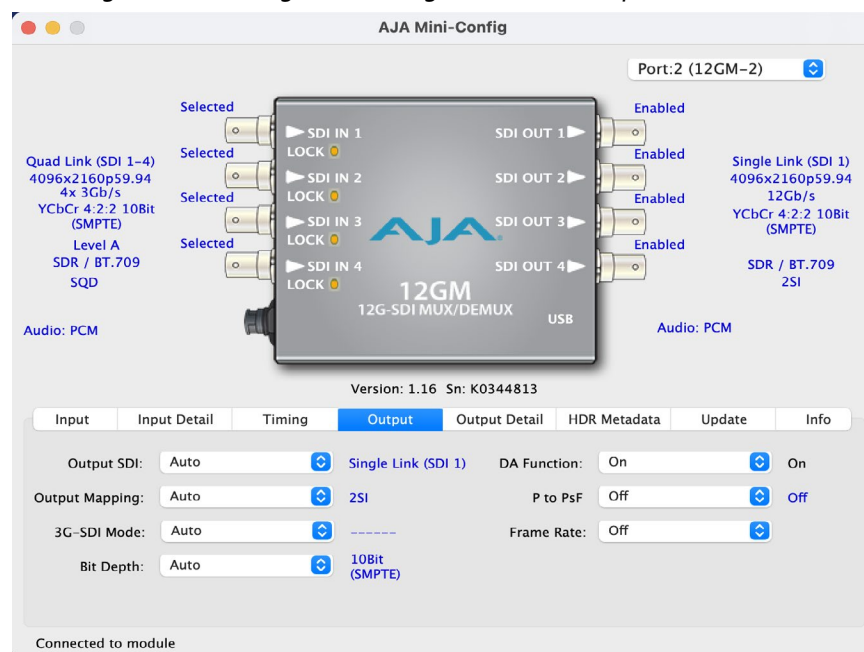 AJA Mini-Config
Port:2 (12GM-2)
Selected
Selected
Selected
Selected
Quad Link (SDI 1-4)
4096x2160p59.94
4x 3Gb/s
YCbCr 4:2:2 10Bit
(SMPTE)
Level A
SDR / BT.709
SQD
Audio: PCM
SDI IN 1
LOCK
SDI IN 2
LOCK
SDI IN 3
LOCK
SDI IN 4
LOCK
SDI OUT 1
SDI OUT 2
SDI OUT 3
SDI OUT 4
AJA
12GM
12G-SDI MUX/DEMUX
USB
Enabled
Enabled
Enabled
Enabled
Single Link (SDI 1)
4096x2160p59.94
12Gb/s
YCbCr 4:2:2 10Bit
(SMPTE)
SDR / BT.709
2SI
Audio: PCM
Version: 1.16 Sn: K0344813
Input Input Detail Timing Output Output Detail HDR Metadata Update Info
Output SDI: Auto Single Link (SDI 1) DA Function: On On
Output Mapping: Auto 2SI P to PsF Off Off
3G-SDI Mode: Auto ------ Frame Rate: Off
Bit Depth: Auto 10Bit
(SMPTE)
Connected to module